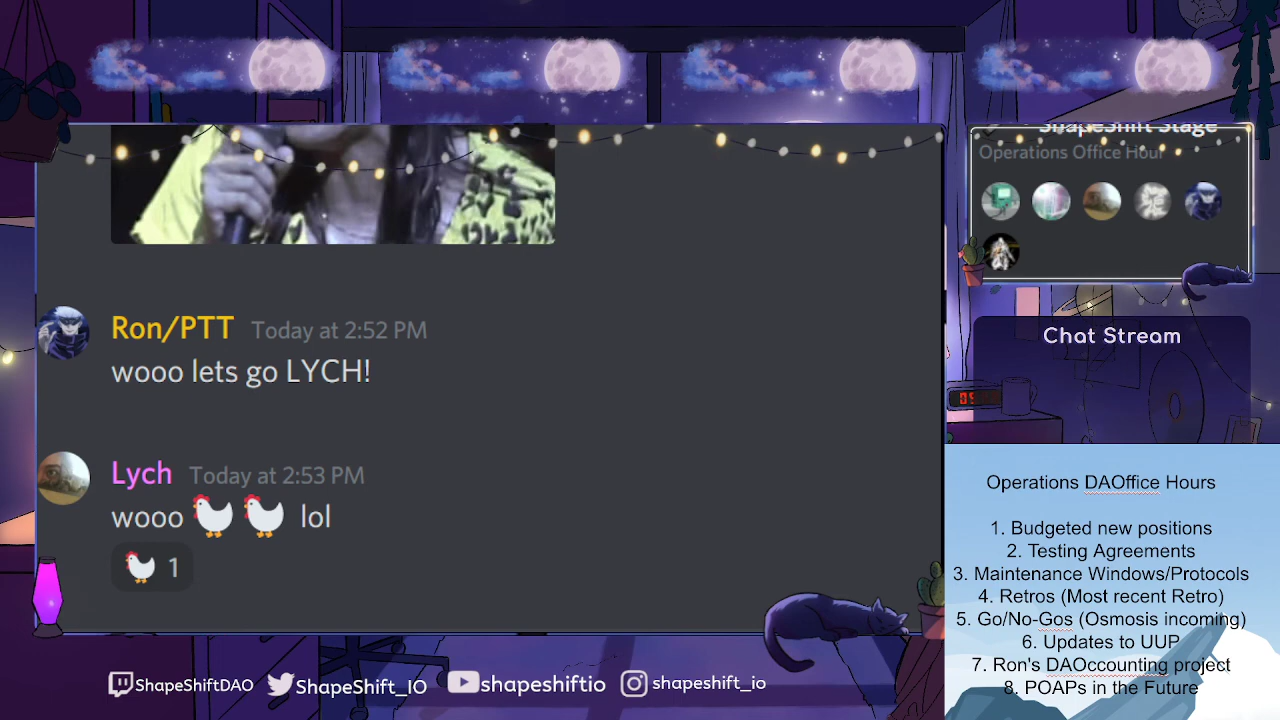 ShapeShift Stage
Operations Office Hour
Ron/PTT Today at 2:52 PM
wooo lets go LYCH!
Lych Today at 2:53 PM
wooo 🐔 🐔 lol
🐔 1
Chat Stream
Operations DAOffice Hours
1. Budgeted new positions
2. Testing Agreements
3. Maintenance Windows/Protocols
4. Retros (Most recent Retro)
5. Go/No-Gos (Osmosis incoming)
6. Updates to UUP
7. Ron's DAOccounting project
8. POAPs in the Future
ShapeShiftDAO ShapeShift_IO shapeshiftio shapeshift_io